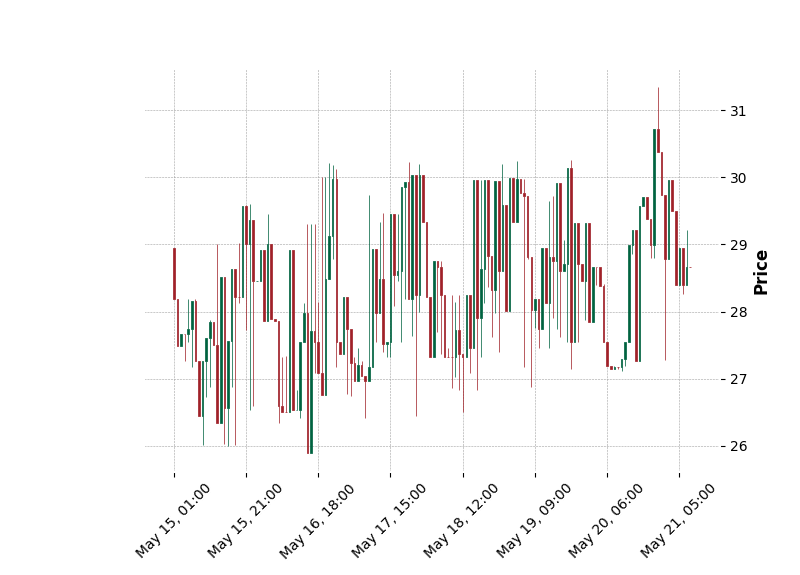 31
30
29
28
27
26
Price
May 15, 01:00
May 15, 21:00
May 16, 18:00
May 17, 15:00
May 18, 12:00
May 19, 09:00
May 20, 06:00
May 21, 05:00